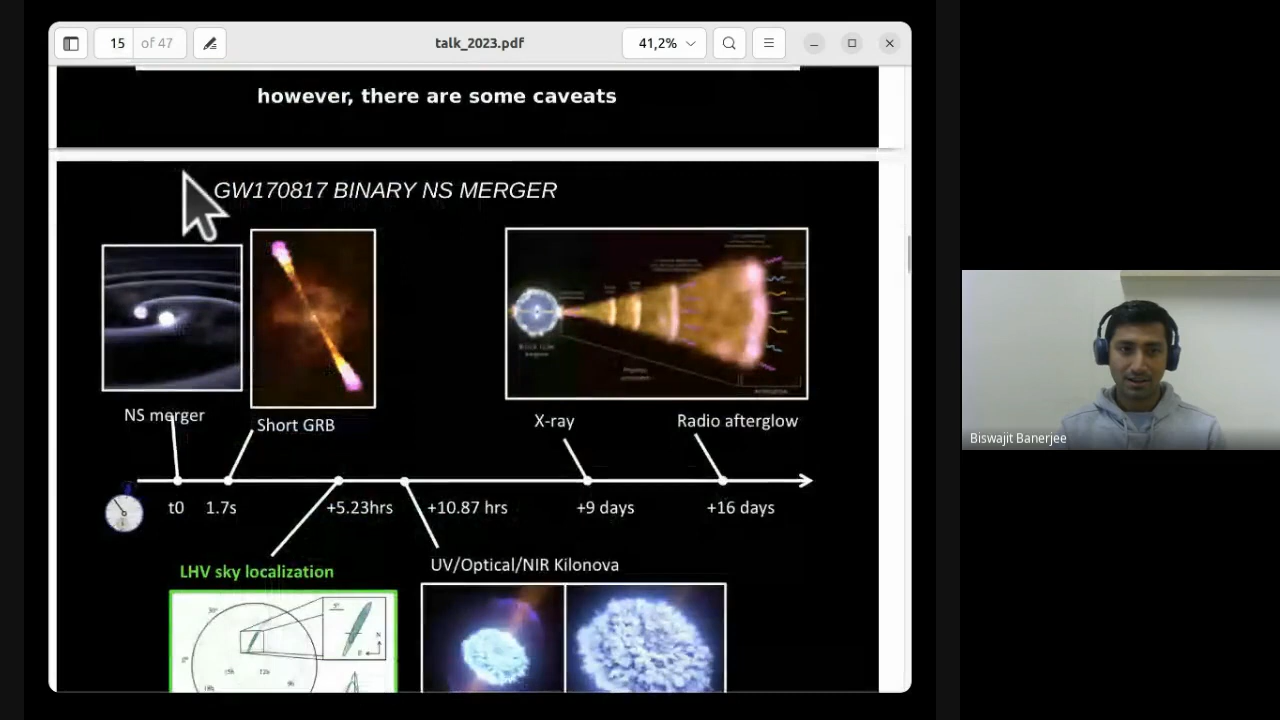 15 of 47
talk_2023.pdf
41,2%
however, there are some caveats
GW170817 BINARY NS MERGER
NS merger
Short GRB
X-ray
Radio afterglow
t0
1.7s
+5.23hrs
+10.87 hrs
+9 days
+16 days
LHV sky localization
UV/Optical/NIR Kilonova
Biswajit Banerjee